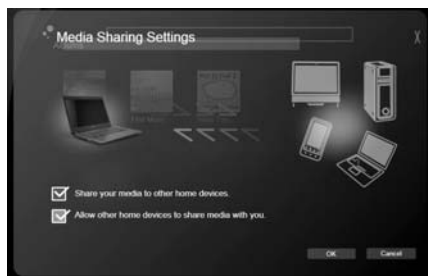 Media Sharing Settings
X
Share your media to other home devices.
Allow other home devices to share media with you.
OK
Cancel